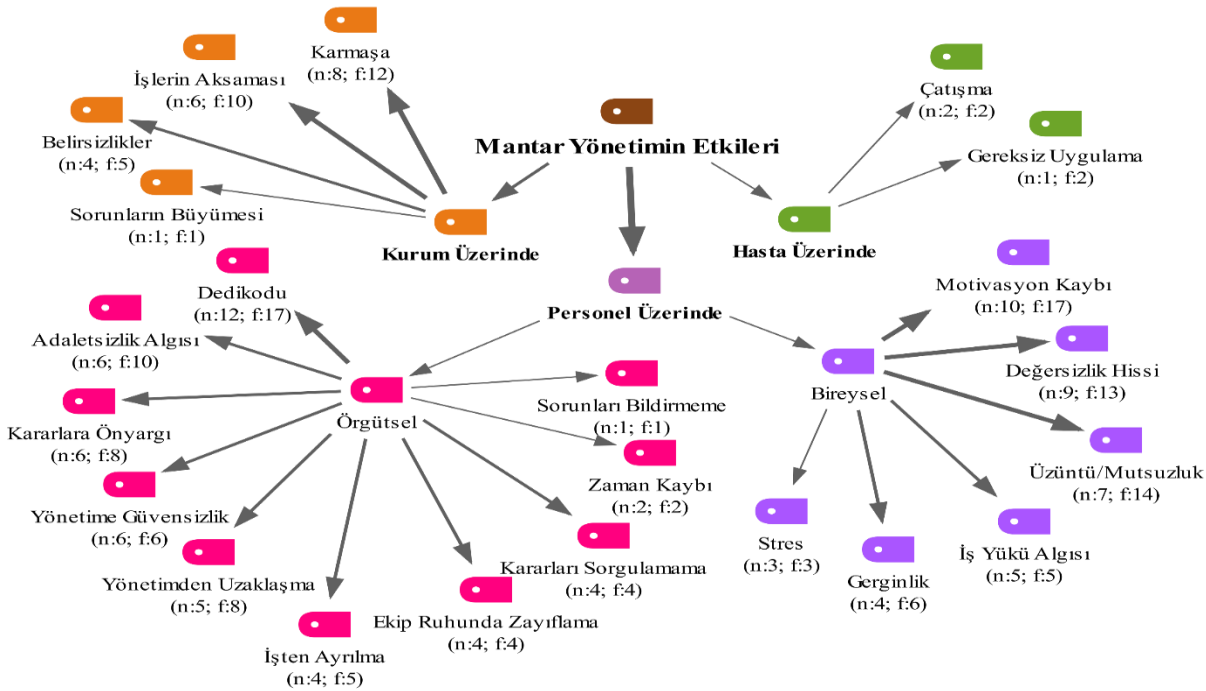 Mantar Yönetimin Etkileri
Kurum Üzerinde
Karmaşa
(n:8; f:12)
İşlerin Aksaması
(n:6; f:10)
Belirsizlikler
(n:4; f:5)
Sorunların Büyümesi
(n:1; f:1)
Hasta Üzerinde
Çatışma
(n:2; f:2)
Gereksiz Uygulama
(n:1; f:2)
Personel Üzerinde
Örgütsel
Dedikodu
(n:12; f:17)
Adaletsizlik Algısı
(n:6; f:10)
Kararlara Önyargı
(n:6; f:8)
Yönetime Güvensizlik
(n:6; f:6)
Yönetimden Uzaklaşma
(n:5; f:8)
İşten Ayrılma
(n:4; f:5)
Ekip Ruhunda Zayıflama
(n:4; f:4)
Kararları Sorgulamama
(n:4; f:4)
Zaman Kaybı
(n:2; f:2)
Sorunları Bildirmeme
(n:1; f:1)
Bireysel
Motivasyon Kaybı
(n:10; f:17)
Değersizlik Hissi
(n:9; f:13)
Üzüntü/Mutsuzluk
(n:7; f:14)
İş Yükü Algısı
(n:5; f:5)
Gerginlik
(n:4; f:6)
Stres
(n:3; f:3)